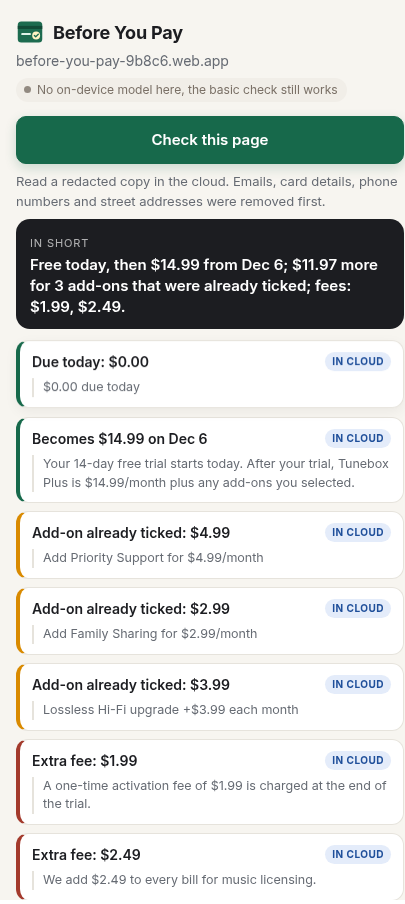 Before You Pay
before-you-pay-9b8c6.web.app
No on-device model here, the basic check still works
Check this page
Read a redacted copy in the cloud. Emails, card details, phone
numbers and street addresses were removed first.
IN SHORT
Free today, then $14.99 from Dec 6; $11.97 more
for 3 add-ons that were already ticked; fees:
$1.99, $2.49.
Due today: $0.00
IN CLOUD
$0.00 due today
Becomes $14.99 on Dec 6
IN CLOUD
Your 14-day free trial starts today. After your trial, Tunebox
Plus is $14.99/month plus any add-ons you selected.
Add-on already ticked: $4.99
IN CLOUD
Add Priority Support for $4.99/month
Add-on already ticked: $2.99
IN CLOUD
Add Family Sharing for $2.99/month
Add-on already ticked: $3.99
IN CLOUD
Lossless Hi-Fi upgrade +$3.99 each month
Extra fee: $1.99
IN CLOUD
A one-time activation fee of $1.99 is charged at the end of
the trial.
Extra fee: $2.49
IN CLOUD
We add $2.49 to every bill for music licensing.